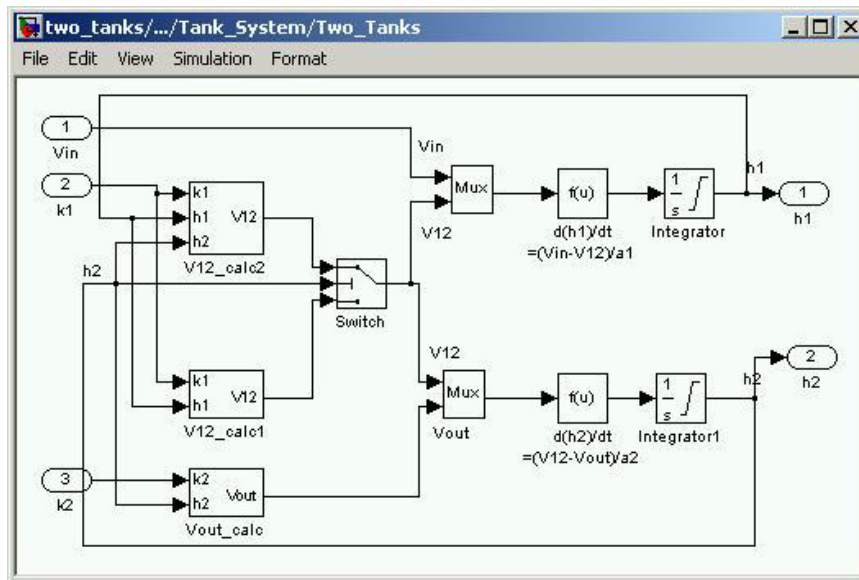 two_tanks/.../Tank_System/Two_Tanks
File Edit View Simulation Format
1
Vin
2
k1
k1
h1
h2
V12
V12_calc2
h2
Switch
k1
h1
V12
V12_calc1
3
k2
k2
h2
Vout
Vout_calc
Vin
Mux
V12
f(u)
d(h1)/dt
=(Vin-V12)/a1
1
s
Integrator
h1
1
h1
V12
Mux
Vout
f(u)
d(h2)/dt
=(V12-Vout)/a2
1
s
Integrator1
h2
2
h2